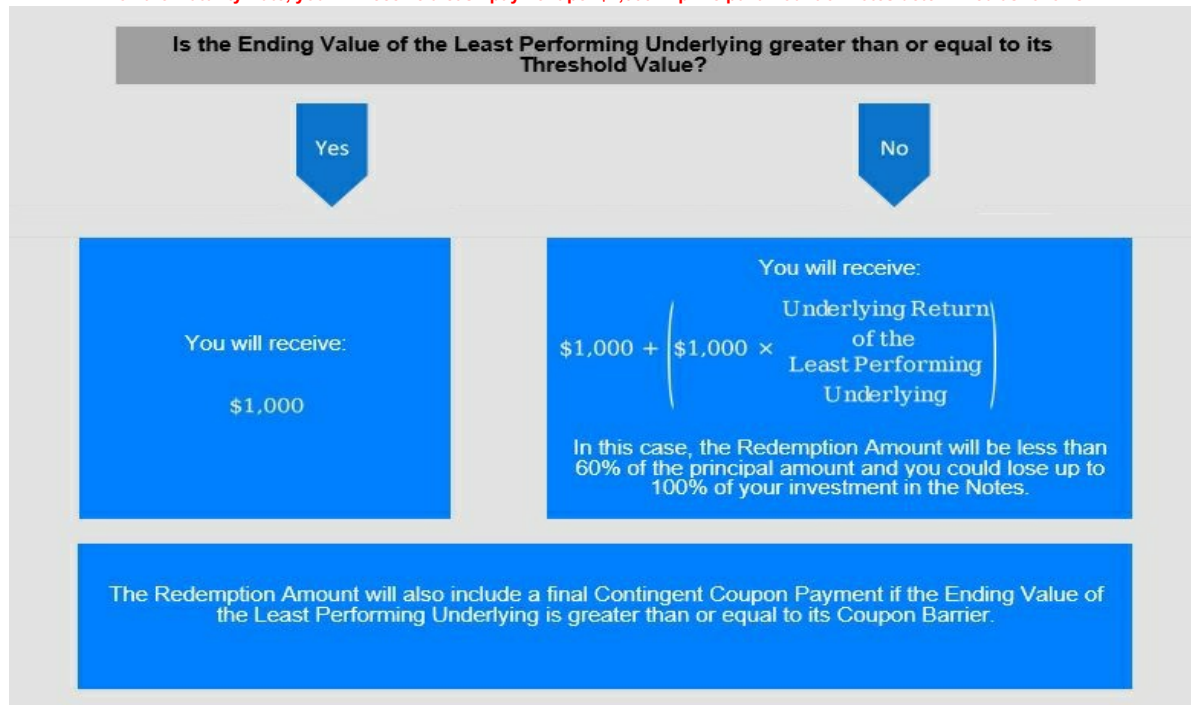 Is the Ending Value of the Least Performing Underlying greater than or equal to its
Threshold Value?
Yes
No
You will receive:
$1,000
You will receive:
$1,000 + ($1,000 × Underlying Return
of the
Least Performing
Underlying)
In this case, the Redemption Amount will be less than
60% of the principal amount and you could lose up to
100% of your investment in the Notes.
The Redemption Amount will also include a final Contingent Coupon Payment if the Ending Value of
the Least Performing Underlying is greater than or equal to its Coupon Barrier.